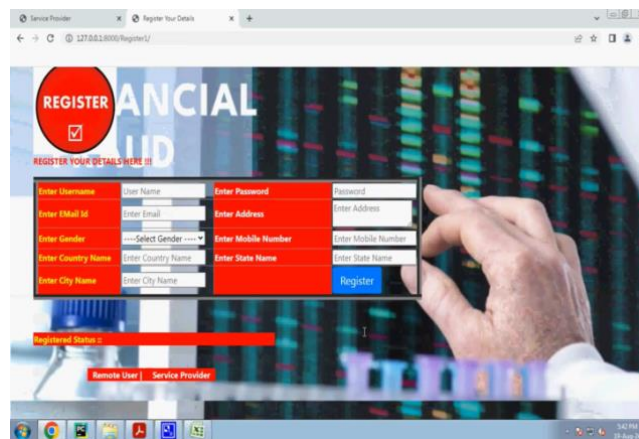 Service Provider
Register Your Details
127.0.0.1:8000/Register1/
REGISTER
ANCIAL
UD
REGISTER YOUR DETAILS HERE !!!
Enter Username User Name Enter Password Password
Enter EMail Id Enter Email Enter Address Enter Address
Enter Gender ----Select Gender ---- Enter Mobile Number Enter Mobile Number
Enter Country Name Enter Country Name Enter State Name Enter State Name
Enter City Name Enter City Name Register
Registered Status ::
Remote User | Service Provider
5:42 PM